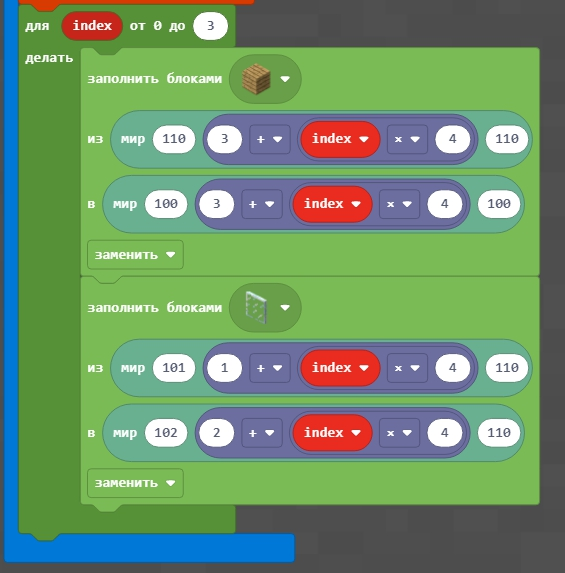 для index от 0 до 3
делать
заполнить блоками
из мир 110 3 + index × 4 110
в мир 100 3 + index × 4 100
заменить
заполнить блоками
из мир 101 1 + index × 4 110
в мир 102 2 + index × 4 110
заменить